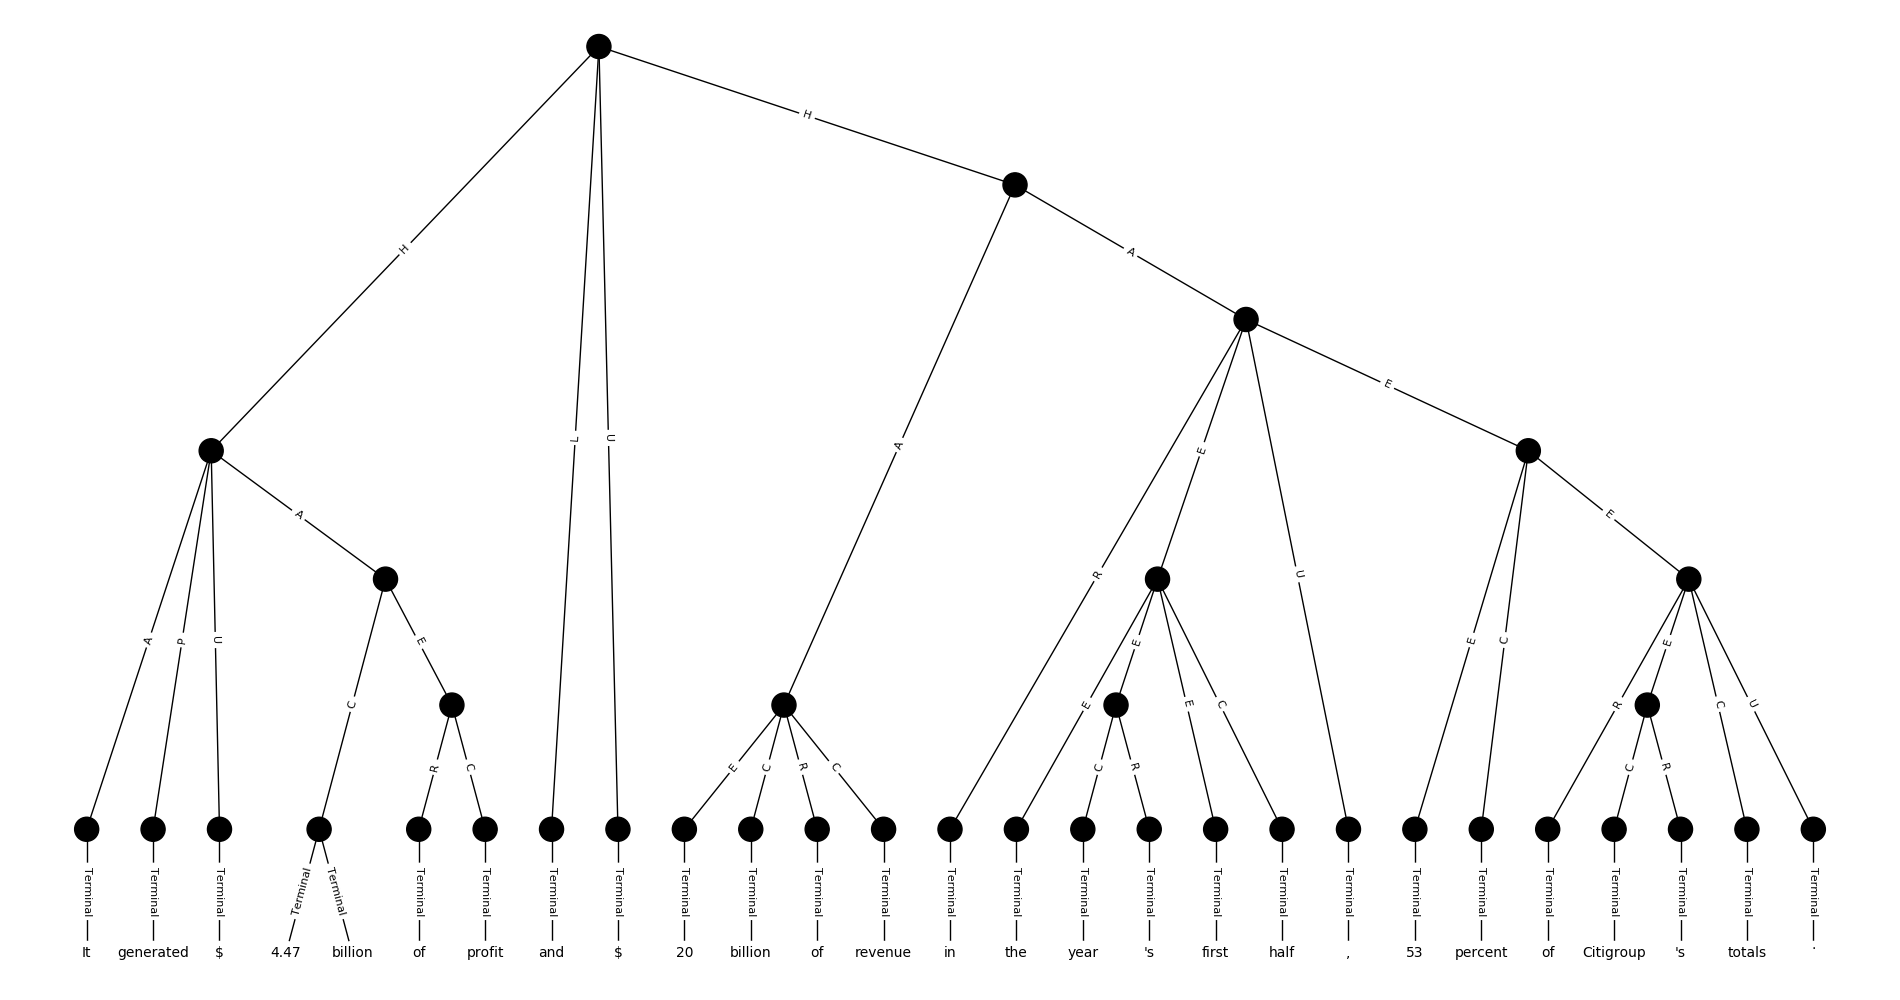 H
A
H
E
L
U
A
E
A
E
R
U
A
P
U
E
E
C
E
E
C
E
E
C
R
E
C
U
R
C
E
C
R
C
C
R
C
R
Terminal Terminal Terminal Terminal Terminal Terminal Terminal Terminal Terminal Terminal Terminal Terminal Terminal Terminal Terminal Terminal Terminal Terminal Terminal Terminal Terminal Terminal Terminal Terminal Terminal Terminal Terminal
It generated $ 4.47 billion of profit and $ 20 billion of revenue in the year 's first half , 53 percent of Citigroup 's totals .